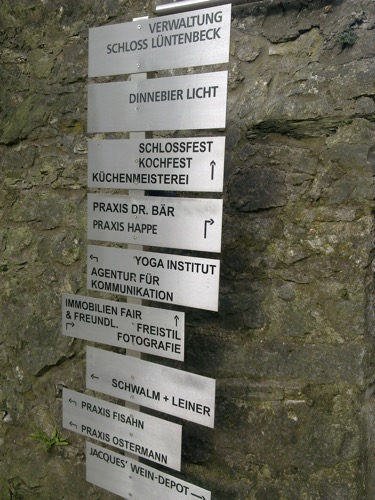 VERWALTUNG
SCHLOSS LÜNTENBECK
DINNEBIER LICHT
SCHLOSSFEST
KOCHFEST
KÜCHENMEISTEREI
PRAXIS DR. BÄR
PRAXIS HAPPE
YOGA INSTITUT
AGENTUR FÜR
KOMMUNIKATION
IMMOBILIEN FAIR
& FREUNDL.
FREISTIL
FOTOGRAFIE
SCHWALM + LEINER
PRAXIS FISAHN
PRAXIS OSTERMANN
JACQUES' WEIN-DEPOT